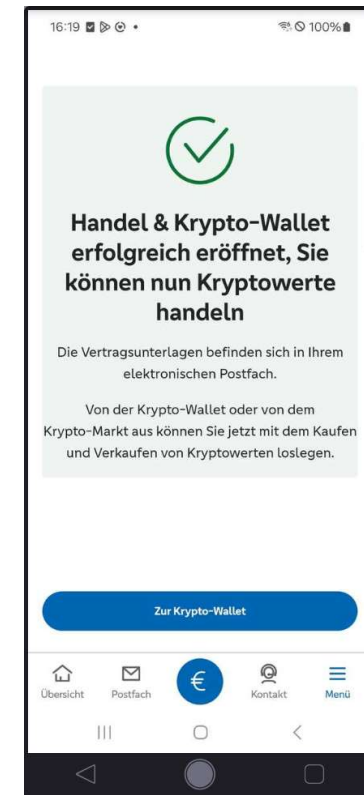 16:19
100%
Handel & Krypto-Wallet
erfolgreich eröffnet, Sie
können nun Kryptowerte
handeln
Die Vertragsunterlagen befinden sich in Ihrem
elektronischen Postfach.
Von der Krypto-Wallet oder von dem
Krypto-Markt aus können Sie jetzt mit dem Kaufen
und Verkaufen von Kryptowerten loslegen.
Zur Krypto-Wallet
€
Übersicht Postfach Kontakt Menü